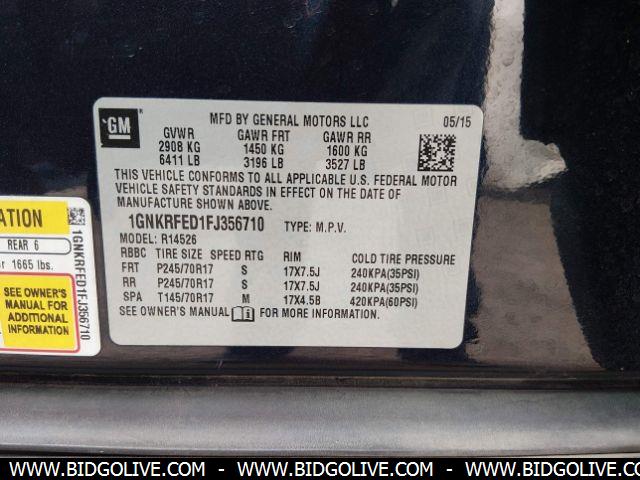 GM
MFD BY GENERAL MOTORS LLC 05/15
GVWR GAWR FRT GAWR RR
2908 KG 1450 KG 1600 KG
6411 LB 3196 LB 3527 LB
THIS VEHICLE CONFORMS TO ALL APPLICABLE U.S. FEDERAL MOTOR
VEHICLE SAFETY STANDARDS IN EFFECT ON THE DATE OF
MANUFACTURE SHOWN ABOVE.
1GNKRFED1FJ356710 TYPE: M.P.V.
MODEL: R14526
RBBC TIRE SIZE SPEED RTG RIM COLD TIRE PRESSURE
FRT P245/70R17 S 17X7.5J 240KPA(35PSI)
RR P245/70R17 S 17X7.5J 240KPA(35PSI)
SPA T145/70R17 M 17X4.5B 420KPA(60PSI)
SEE OWNER'S MANUAL FOR MORE INFORMATION.
ATION
REAR 6
1665 lbs.
SEE OWNER'S
MANUAL FOR
ADDITIONAL
INFORMATION
1GNKRFED1FJ356710
WWW.BIDGOLIVE.COM - WWW.BIDGOLIVE.COM - WWW.BIDGOLIVE.COM